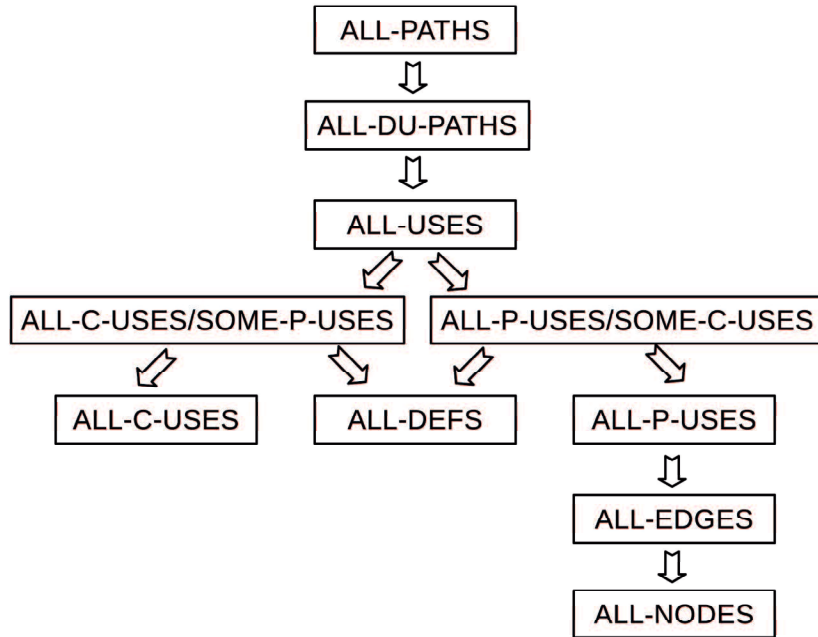 ALL-PATHS
ALL-DU-PATHS
ALL-USES
ALL-C-USES/SOME-P-USES
ALL-P-USES/SOME-C-USES
ALL-C-USES
ALL-DEFS
ALL-P-USES
ALL-EDGES
ALL-NODES